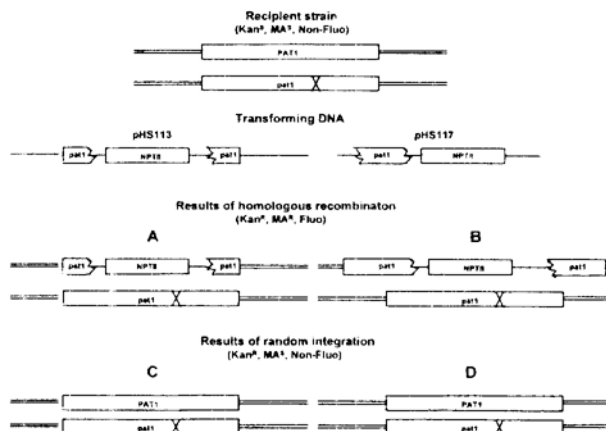 Recipient strain
(Kanˢ, MAˢ, Non-Fluo)
PAT1
pat1
Transforming DNA
pHS113
pHS117
pat1 NPTII pat1
pat1 NPTII
Results of homologous recombinaton
(Kanᴿ, MAᴿ, Fluo)
A
B
pat1 NPTII pat1
pat1 NPTII pat1
pat1
pat1
Results of random integration
(Kanᴿ, MAˢ, Non-Fluo)
C
D
PAT1
PAT1
pat1
pat1